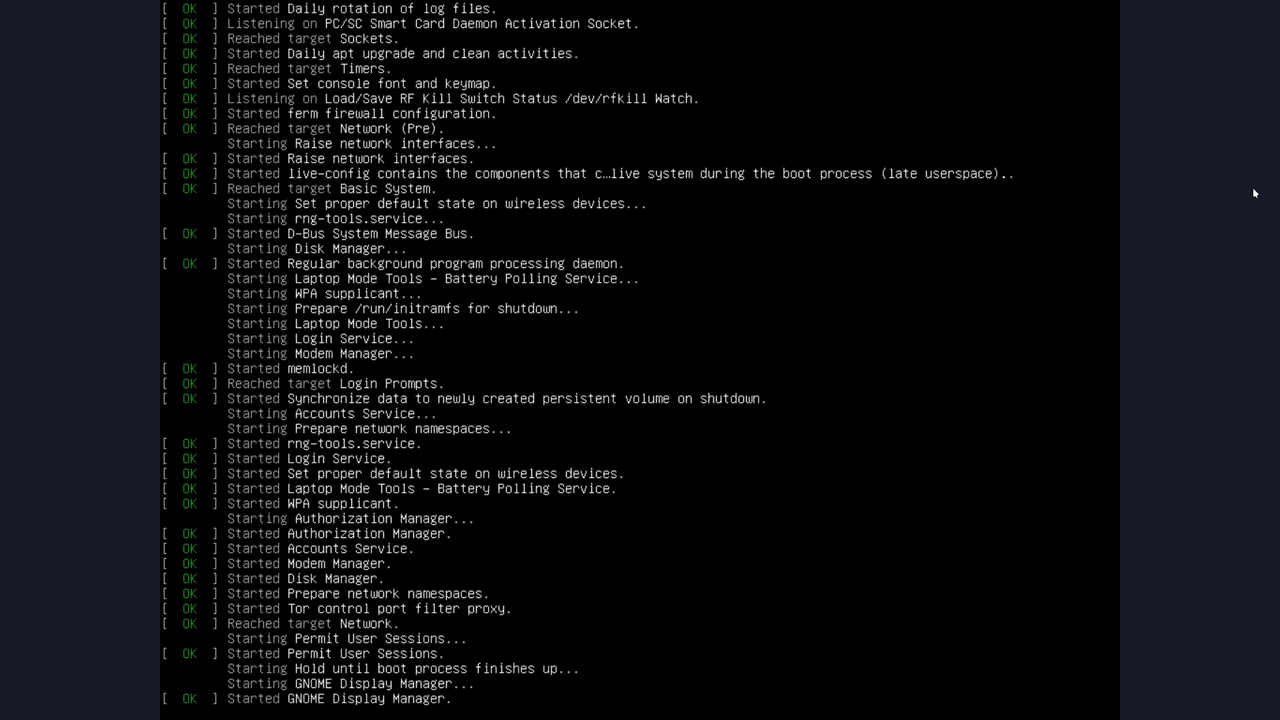 [  OK  ] Started Daily rotation of log files.
[  OK  ] Listening on PC/SC Smart Card Daemon Activation Socket.
[  OK  ] Reached target Sockets.
[  OK  ] Started Daily apt upgrade and clean activities.
[  OK  ] Reached target Timers.
[  OK  ] Started Set console font and keymap.
[  OK  ] Listening on Load/Save RF Kill Switch Status /dev/rfkill Watch.
[  OK  ] Started ferm firewall configuration.
[  OK  ] Reached target Network (Pre).
Starting Raise network interfaces...
[  OK  ] Started Raise network interfaces.
[  OK  ] Started live-config contains the components that c…live system during the boot process (late userspace)..
[  OK  ] Reached target Basic System.
Starting Set proper default state on wireless devices...
Starting rng-tools.service...
[  OK  ] Started D-Bus System Message Bus.
Starting Disk Manager...
[  OK  ] Started Regular background program processing daemon.
Starting Laptop Mode Tools - Battery Polling Service...
Starting WPA supplicant...
Starting Prepare /run/initramfs for shutdown...
Starting Laptop Mode Tools...
Starting Login Service...
Starting Modem Manager...
[  OK  ] Started memlockd.
[  OK  ] Reached target Login Prompts.
[  OK  ] Started Synchronize data to newly created persistent volume on shutdown.
Starting Accounts Service...
Starting Prepare network namespaces...
[  OK  ] Started rng-tools.service.
[  OK  ] Started Login Service.
[  OK  ] Started Set proper default state on wireless devices.
[  OK  ] Started Laptop Mode Tools - Battery Polling Service.
[  OK  ] Started WPA supplicant.
Starting Authorization Manager...
[  OK  ] Started Authorization Manager.
[  OK  ] Started Accounts Service.
[  OK  ] Started Modem Manager.
[  OK  ] Started Disk Manager.
[  OK  ] Started Prepare network namespaces.
[  OK  ] Started Tor control port filter proxy.
[  OK  ] Reached target Network.
Starting Permit User Sessions...
[  OK  ] Started Permit User Sessions.
Starting Hold until boot process finishes up...
Starting GNOME Display Manager...
[  OK  ] Started GNOME Display Manager.